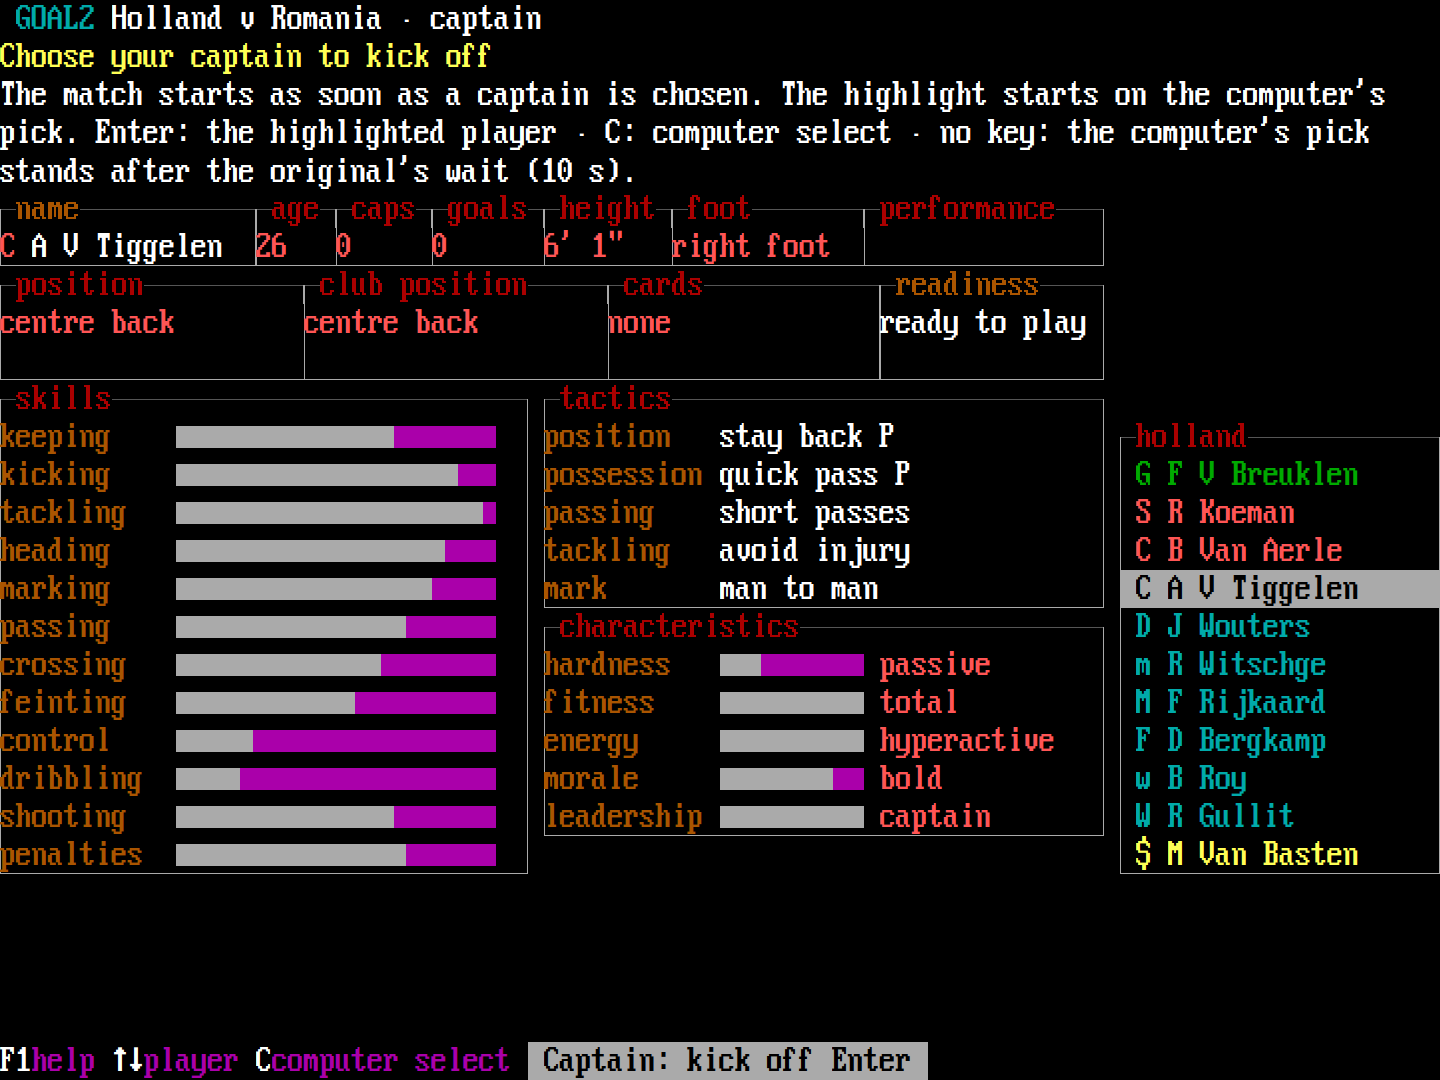 GOAL2 Holland v Romania · captain
Choose your captain to kick off
The match starts as soon as a captain is chosen. The highlight starts on the computer's
pick. Enter: the highlighted player · C: computer select · no key: the computer's pick
stands after the original's wait (10 s).
name age caps goals height foot performance
C A V Tiggelen 26 0 0 6' 1" right foot
position club position cards readiness
centre back centre back none ready to play
skills tactics
keeping position stay back P holland
kicking possession quick pass P G F V Breuklen
tackling passing short passes S R Koeman
heading tackling avoid injury C B Van Aerle
marking mark man to man C A V Tiggelen
passing characteristics D J Wouters
crossing hardness passive m R Witschge
feinting fitness total M F Rijkaard
control energy hyperactive F D Bergkamp
dribbling morale bold w B Roy
shooting leadership captain W R Gullit
penalties $ M Van Basten
F1help ↑↓player Ccomputer select Captain: kick off Enter